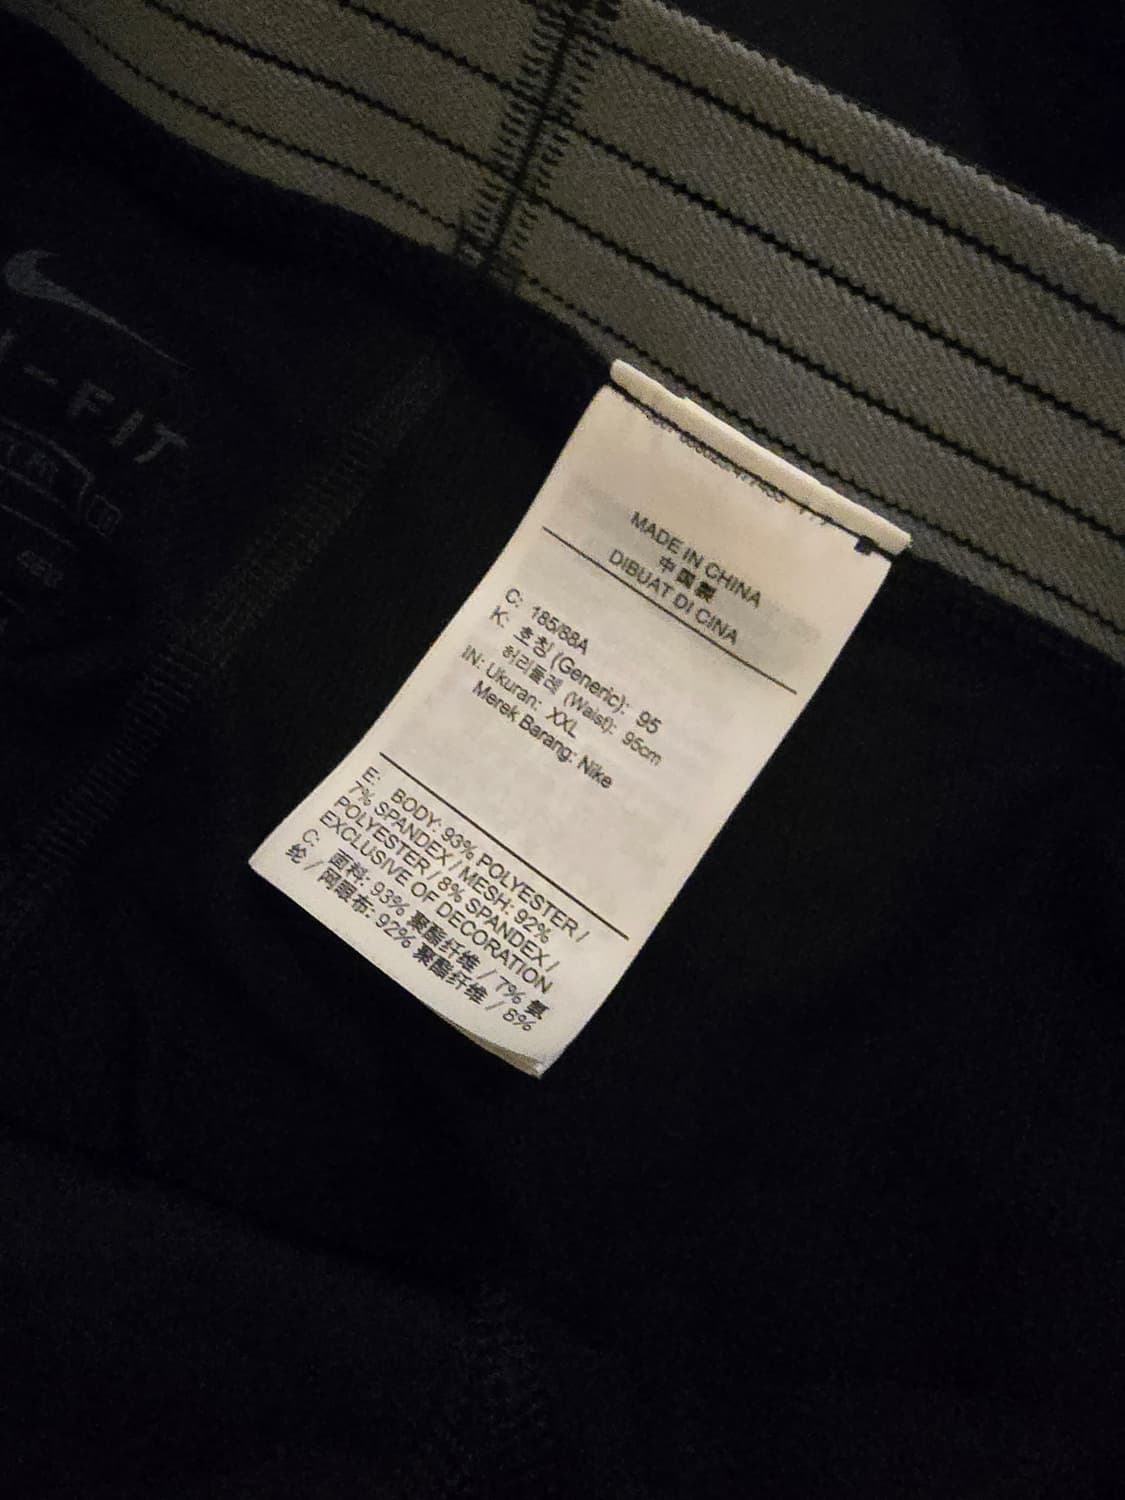 -FIT
MADE IN CHINA
中国製
DIBUAT DI CINA
C: 185/88A
K: 호칭 (Generic): 95
허리둘레 (Waist): 95cm
IN: Ukuran: XXL
Merek Barang: Nike
E: BODY: 93% POLYESTER /
7% SPANDEX / MESH: 92%
POLYESTER / 8% SPANDEX /
EXCLUSIVE OF DECORATION
C: 面料: 93% 聚酯纤维 / 7% 氨
纶 / 网眼布: 92% 聚酯纤维 / 8%